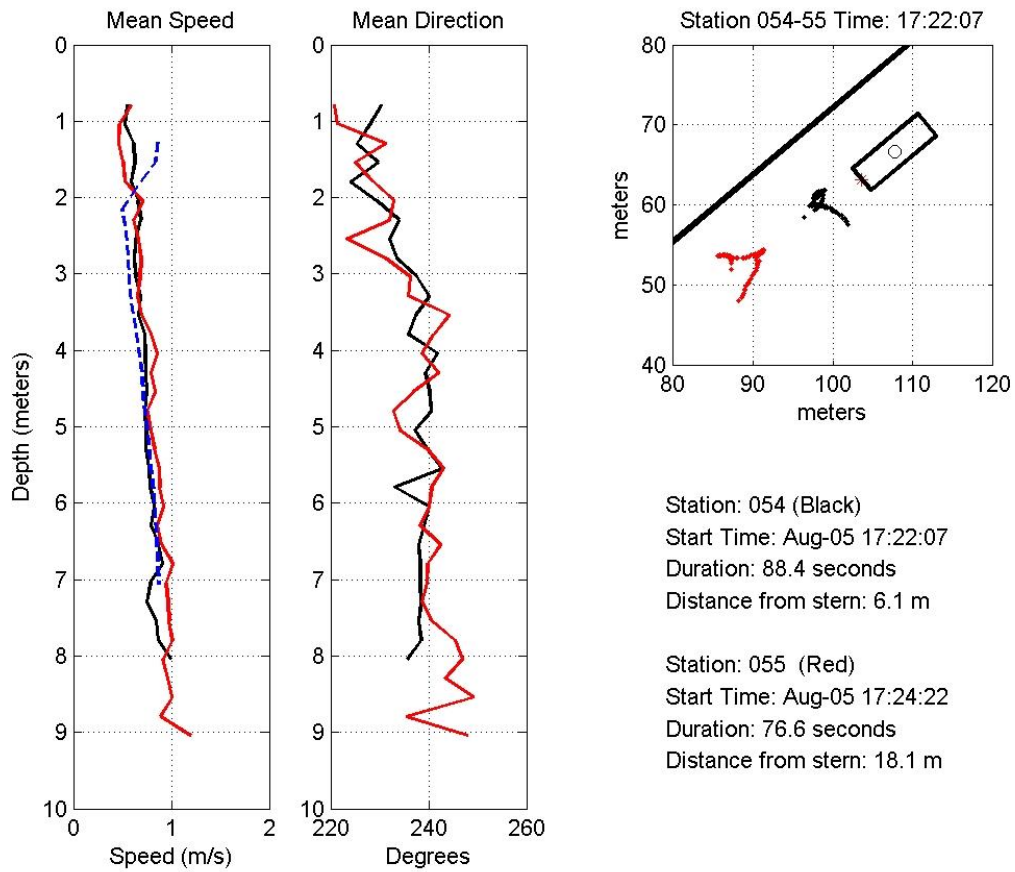 Mean Speed
0
1
2
3
4
5
6
7
8
9
10
0
1
2
Depth (meters)
Speed (m/s)
Mean Direction
0
1
2
3
4
5
6
7
8
9
10
220
240
260
Degrees
Station 054-55 Time: 17:22:07
80
70
60
50
40
80
90
100
110
120
meters
meters
Station: 054 (Black)
Start Time: Aug-05 17:22:07
Duration: 88.4 seconds
Distance from stern: 6.1 m
Station: 055 (Red)
Start Time: Aug-05 17:24:22
Duration: 76.6 seconds
Distance from stern: 18.1 m